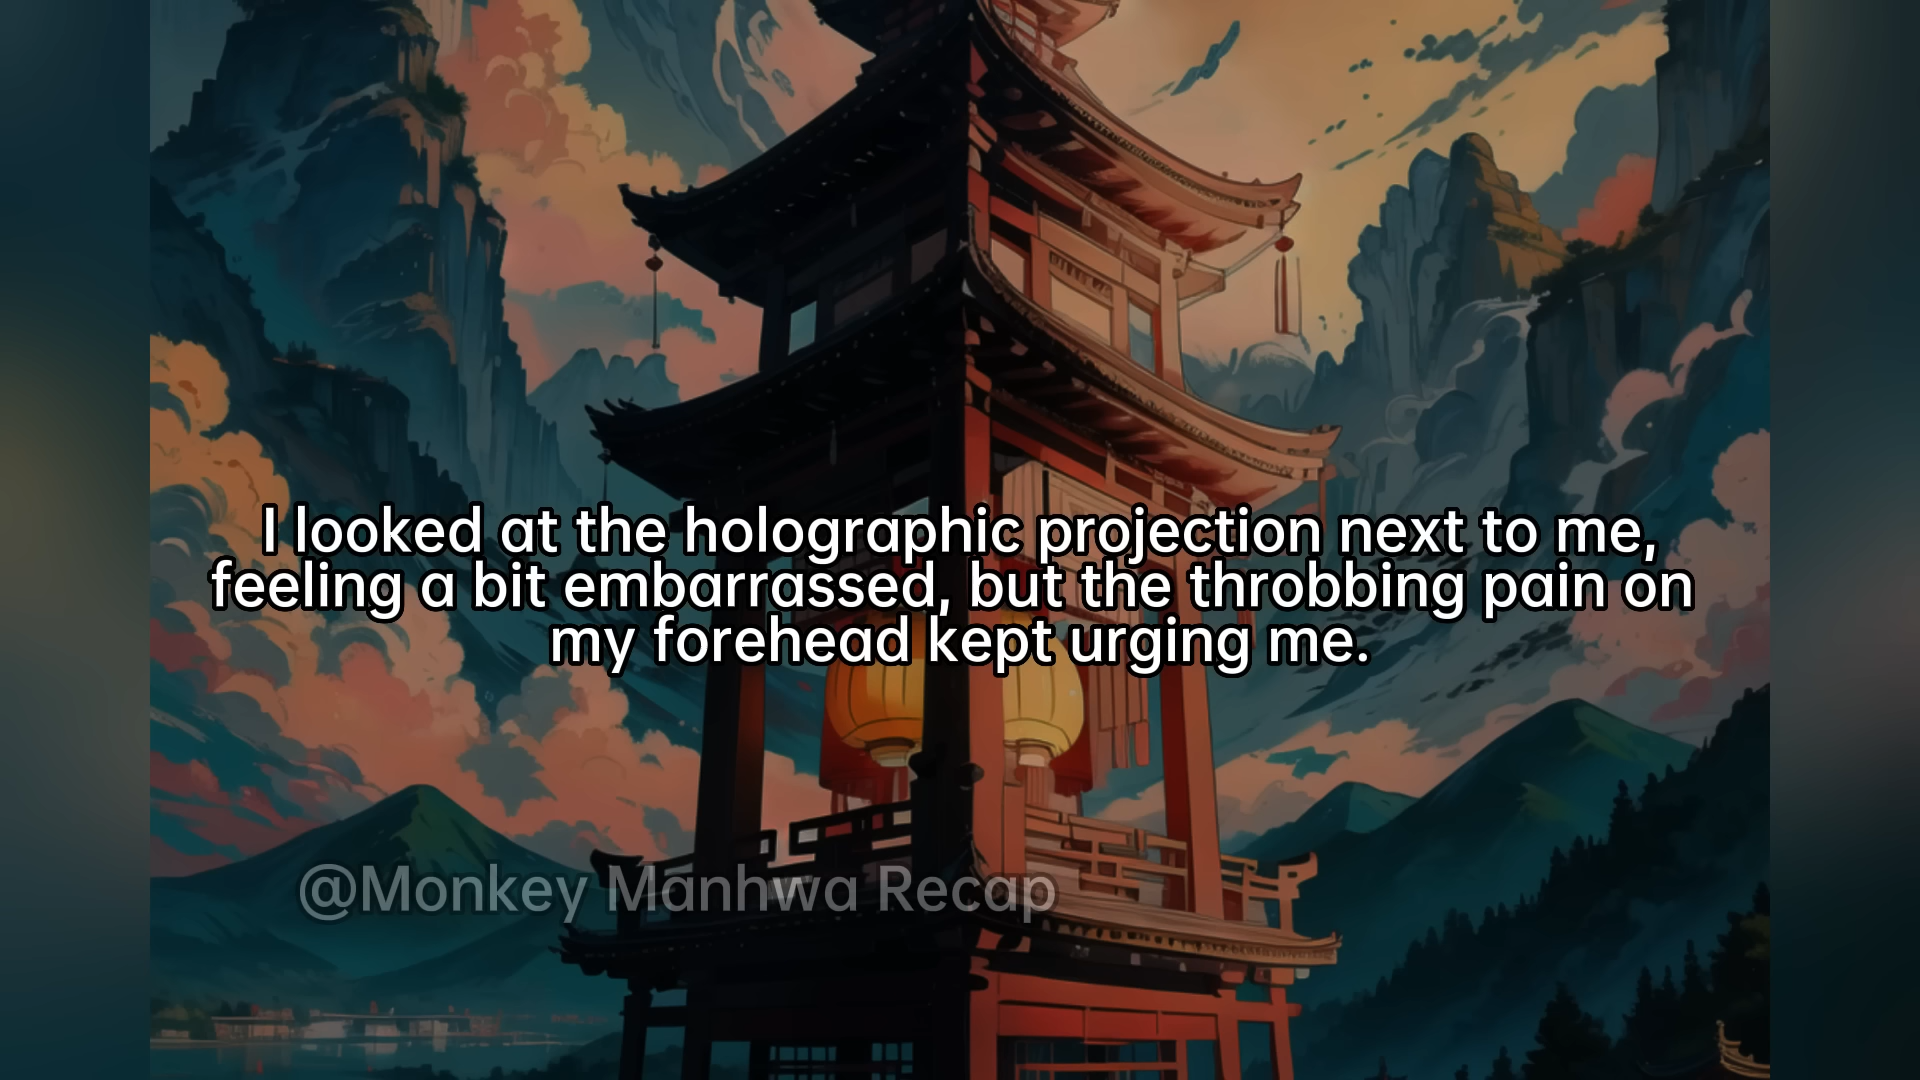 I looked at the holographic projection next to me,
feeling a bit embarrassed, but the throbbing pain on
my forehead kept urging me.
@Monkey Manhwa Recap